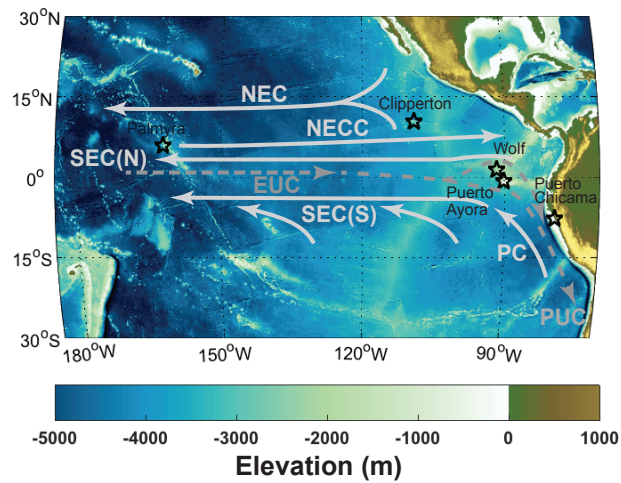 30°N
15°N
0°
15°S
30°S
NEC
Clipperton
NECC
Palmyra
Wolf
SEC(N)
EUC
Puerto
Ayora
Puerto
Chicama
SEC(S)
PC
PUC
180°W
150°W
120°W
90°W
-5000
-4000
-3000
-2000
-1000
0
1000
Elevation (m)